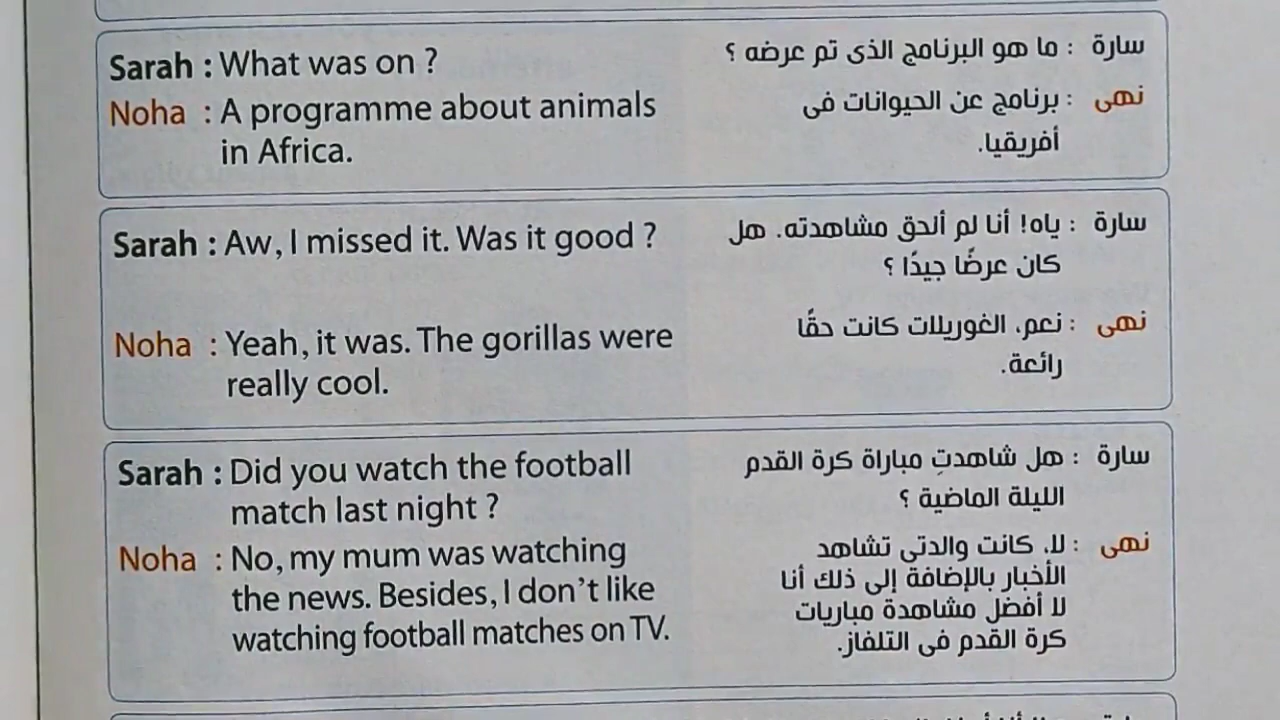 Sarah : What was on ?
سارة : ما هو البرنامج الذى تم عرضه ؟
Noha : A programme about animals
in Africa.
نهى : برنامج عن الحيوانات فى
أفريقيا.
Sarah : Aw, I missed it. Was it good ?
سارة : ياه! أنا لم ألحق مشاهدته. هل
كان عرضًا جيدًا ؟
Noha : Yeah, it was. The gorillas were
really cool.
نهى : نعم، الغوريلات كانت حقًا
رائعة.
Sarah : Did you watch the football
match last night ?
سارة : هل شاهدتِ مباراة كرة القدم
الليلة الماضية ؟
Noha : No, my mum was watching
the news. Besides, I don't like
watching football matches on TV.
نهى : لا، كانت والدتى تشاهد
الأخبار بالإضافة إلى ذلك أنا
لا أفضل مشاهدة مباريات
كرة القدم فى التلفاز.